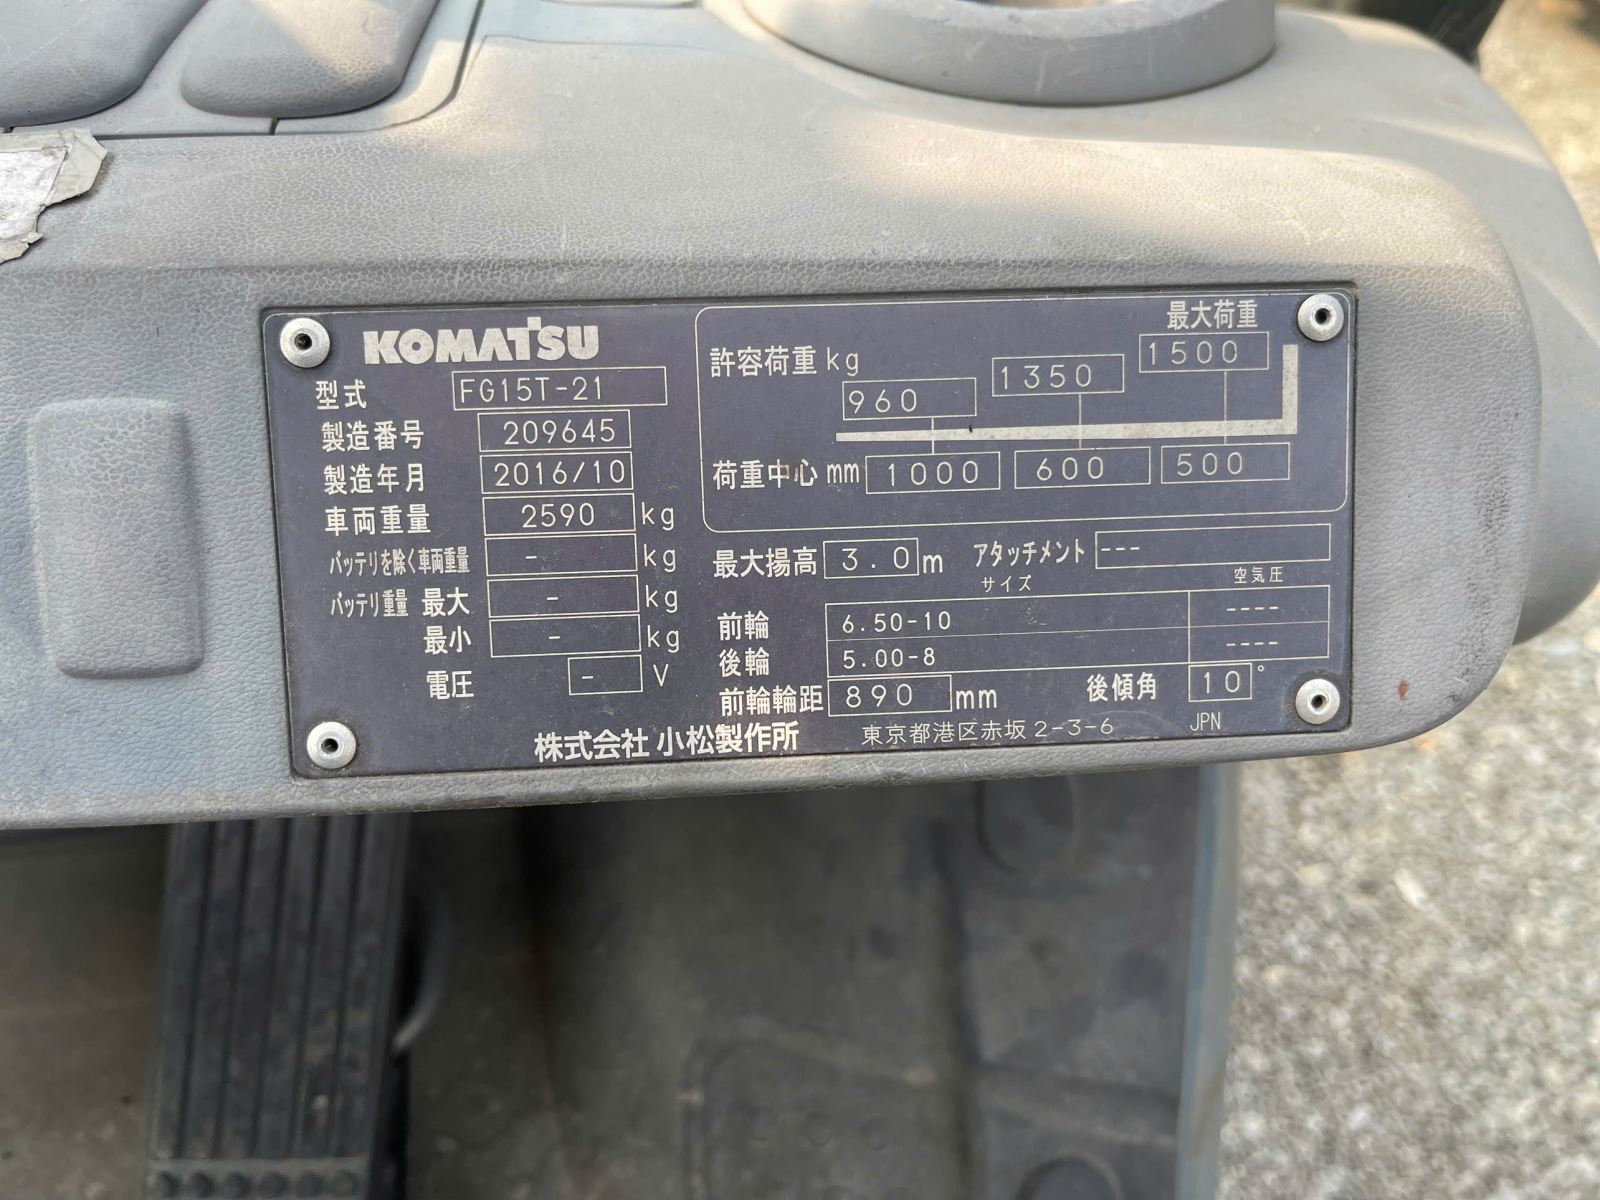 KOMATSU
型式 FG15T-21
製造番号 209645
製造年月 2016/10
車両重量 2590 kg
バッテリを除く車両重量 - kg
バッテリ重量 最大 - kg
最小 - kg
電圧 - V
最大荷重
許容荷重 kg 960 1350 1500
荷重中心 mm 1000 600 500
最大揚高 3.0 m アタッチメント ---
サイズ 空気圧
前輪 6.50-10 ----
後輪 5.00-8 ----
前輪輪距 890 mm 後傾角 10°
株式会社 小松製作所 東京都港区赤坂 2-3-6 JPN